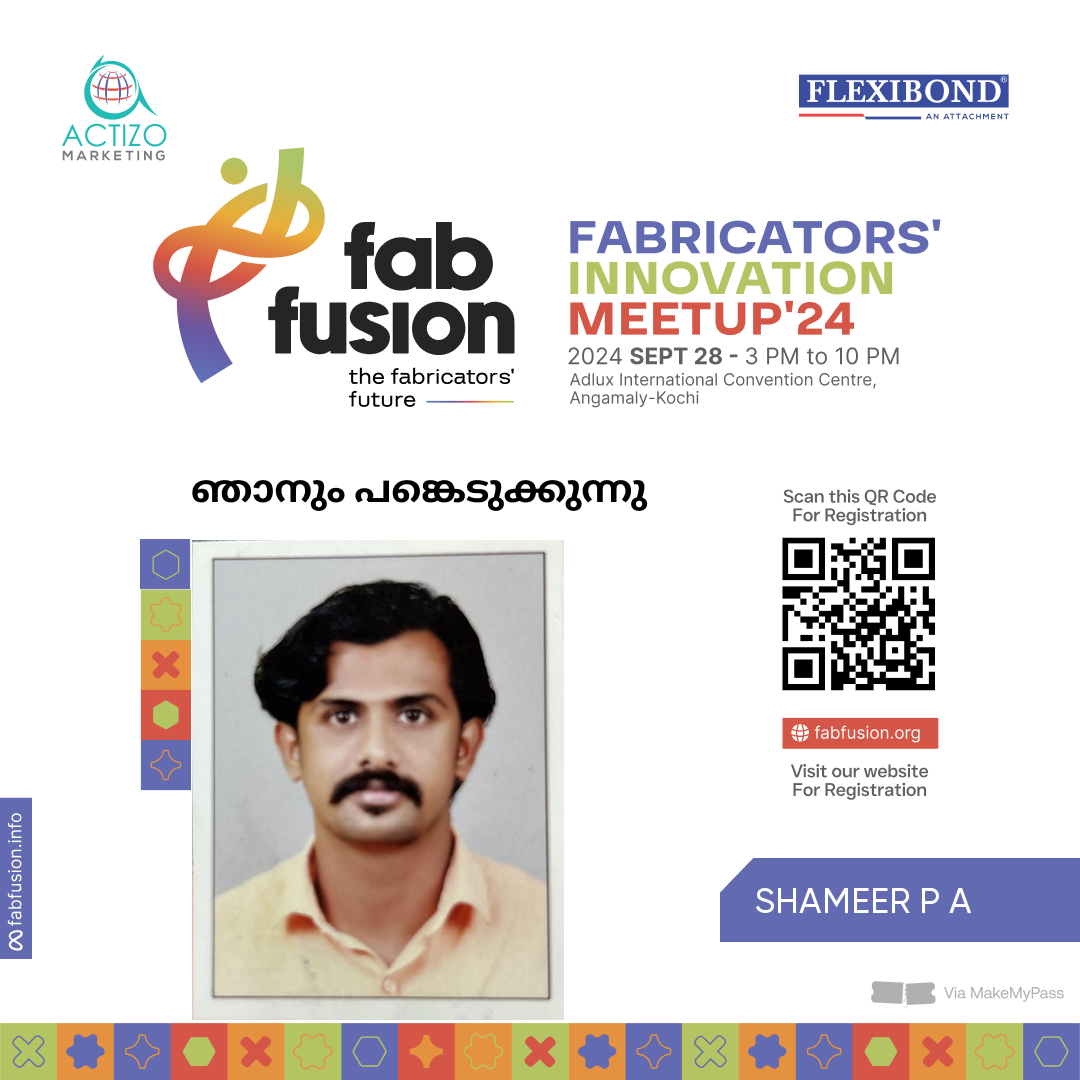 ACTIZO
MARKETING
FLEXIBOND®
AN ATTACHMENT
fab
fusion
the fabricators'
future
FABRICATORS'
INNOVATION
MEETUP'24
2024 SEPT 28 - 3 PM to 10 PM
Adlux International Convention Centre,
Angamaly-Kochi
ഞാനും പങ്കെടുക്കുന്നു
Scan this QR Code
For Registration
fabfusion.org
Visit our website
For Registration
fabfusion.info
SHAMEER P A
Via MakeMyPass